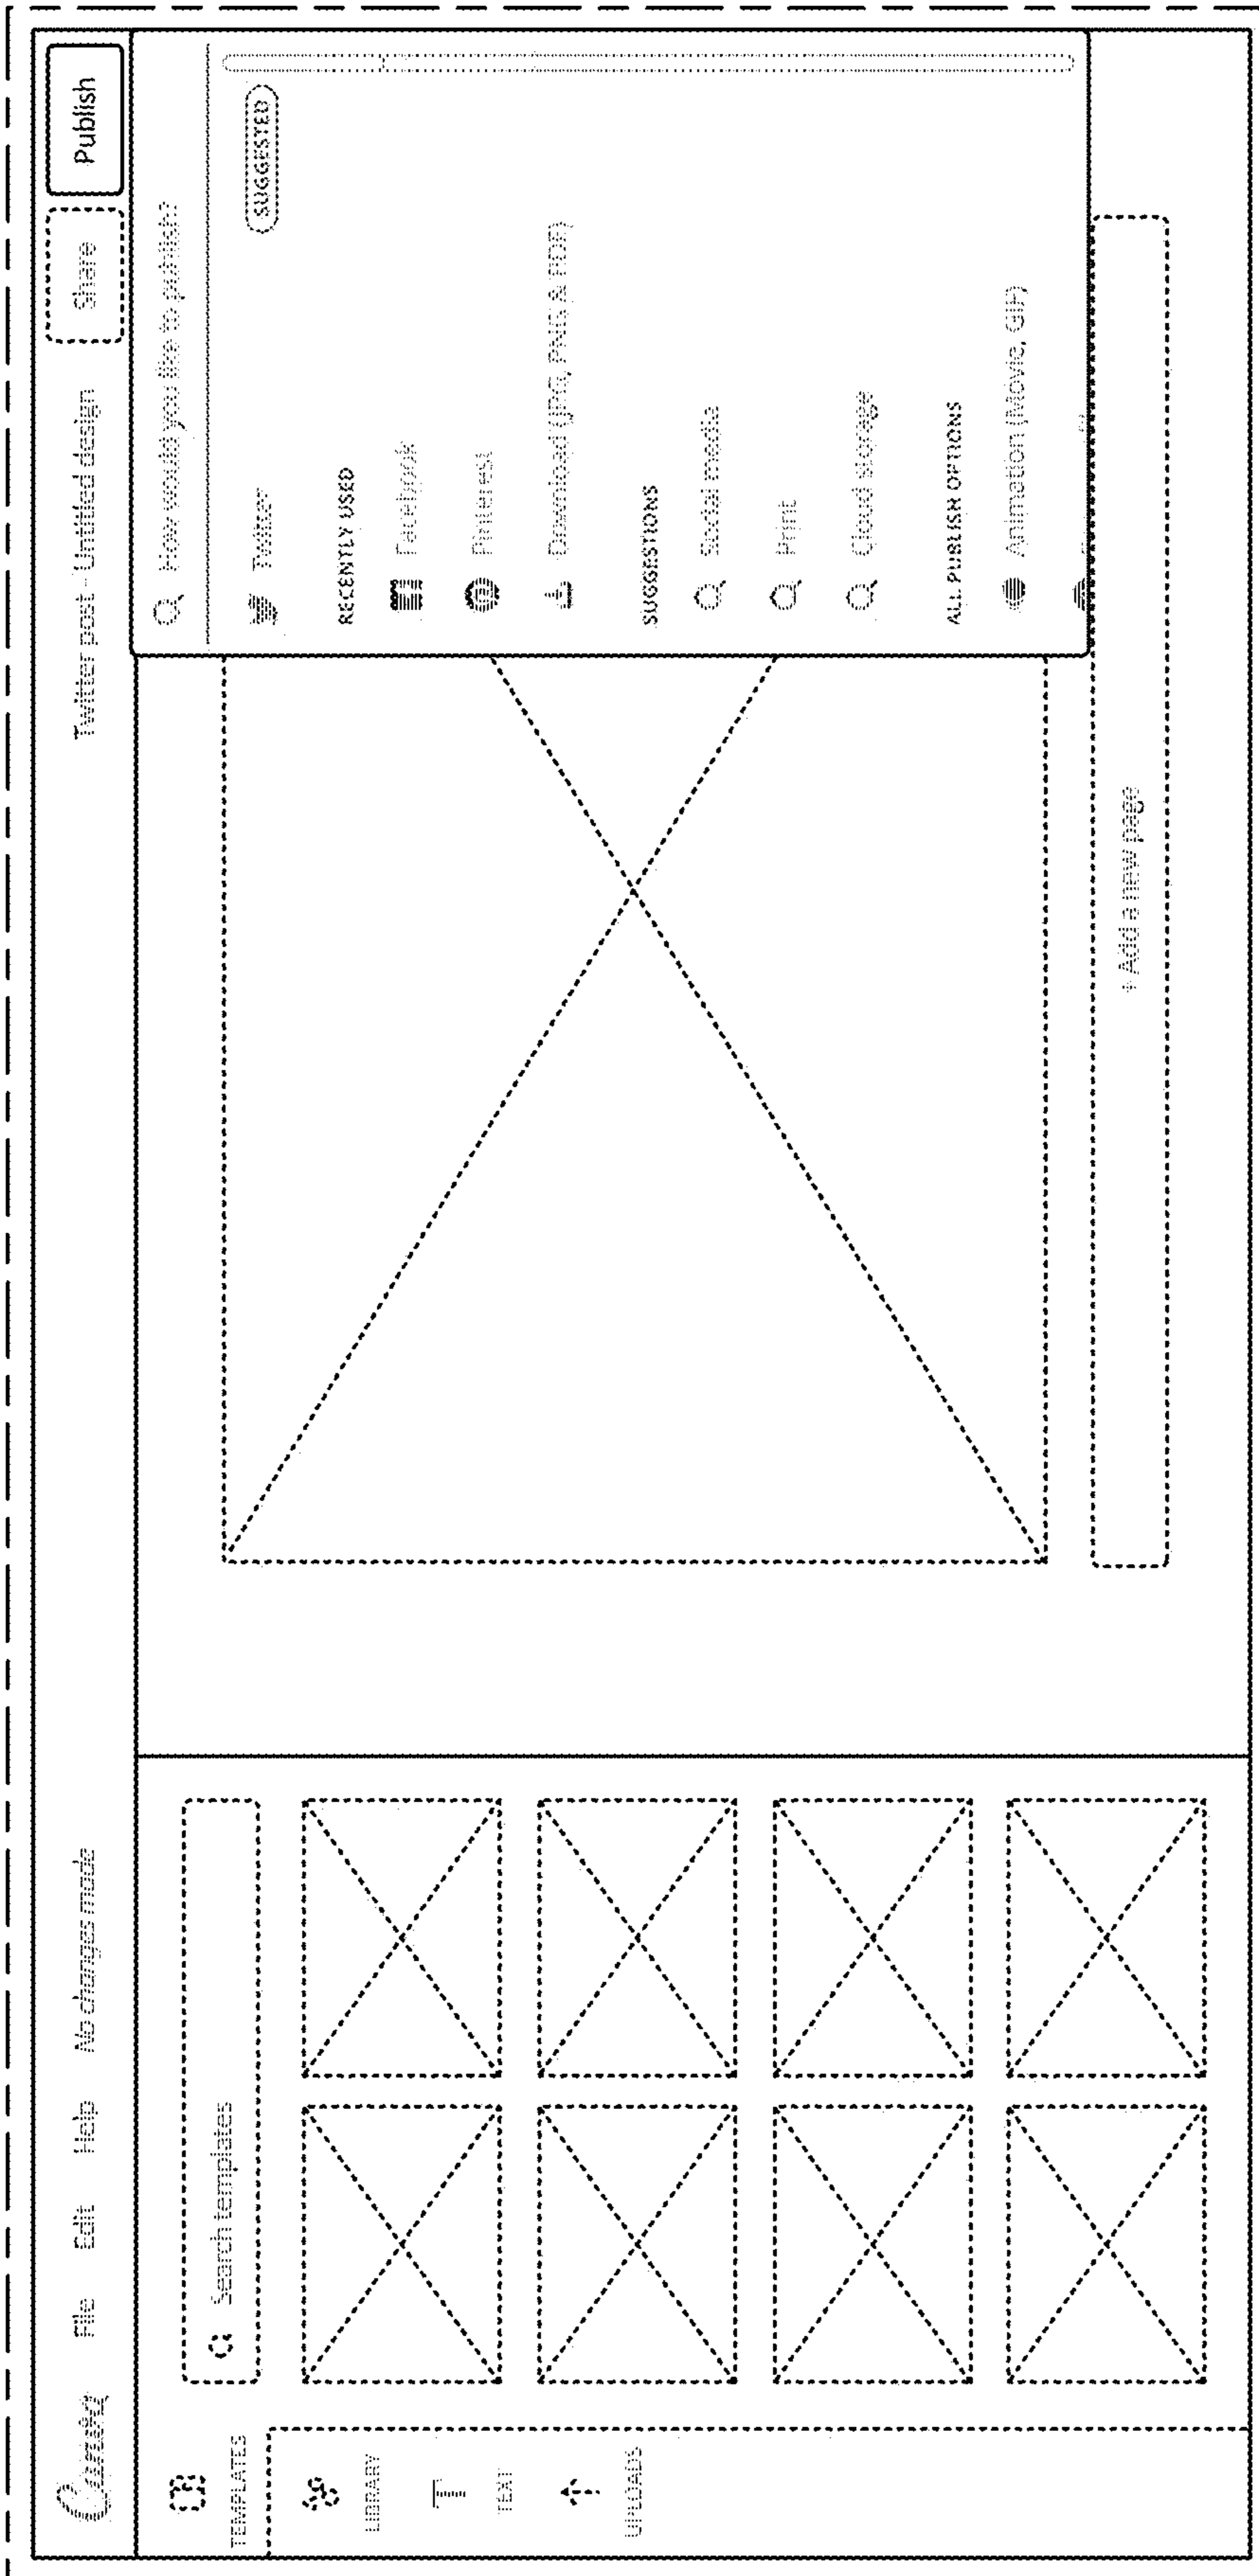 Canva File Edit Help No changes made Twitter post - Untitled design Share Publish
TEMPLATES
LIBRARY
TEXT
UPLOADS
Search templates
How would you like to publish?
Twitter SUGGESTED
RECENTLY USED
Facebook
Pinterest
Download (JPG, PNG & PDF)
SUGGESTIONS
Social media
Print
Cloud storage
ALL PUBLISH OPTIONS
Animation (Movie, GIF)
+ Add a new page